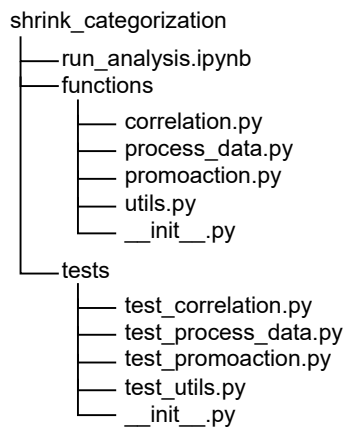 shrink_categorization
run_analysis.ipynb
functions
correlation.py
process_data.py
promoaction.py
utils.py
__init__.py
tests
test_correlation.py
test_process_data.py
test_promoaction.py
test_utils.py
__init__.py